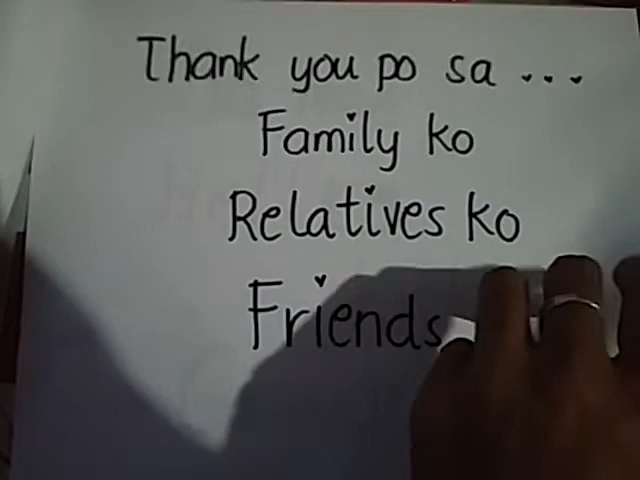 Thank you po sa ...
Family ko
Relatives ko
Friends